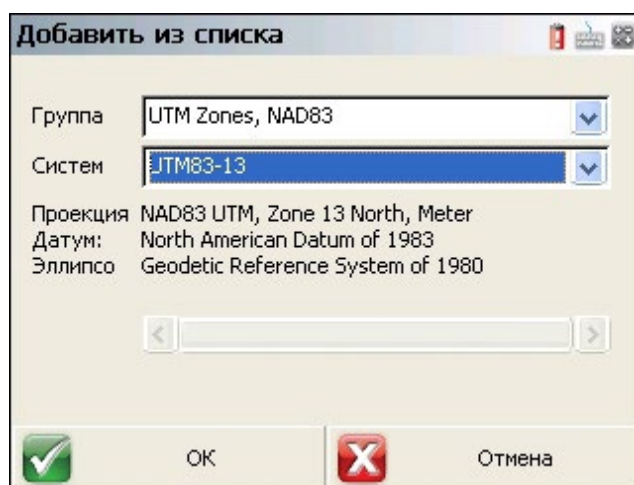 Добавить из списка
Группа UTM Zones, NAD83
Систем UTM83-13
Проекция NAD83 UTM, Zone 13 North, Meter
Датум: North American Datum of 1983
Эллипсо Geodetic Reference System of 1980
ОК Отмена